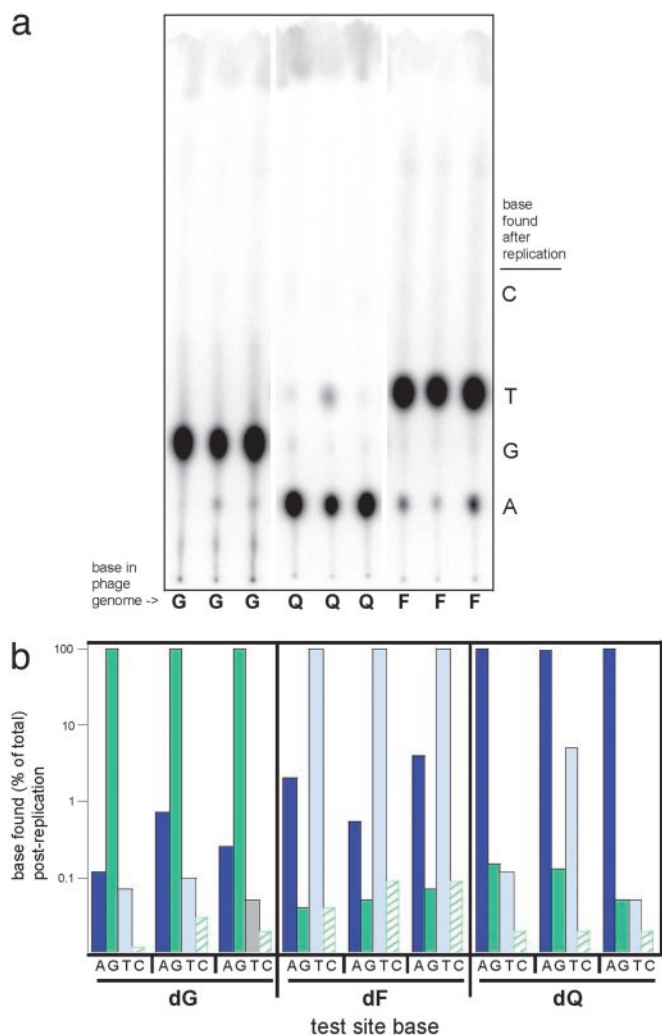 a
base
found
after
replication
C
T
G
A
base in
phage
genome -> G G G Q Q Q F F F
b
base found (% of total)
post-replication
100
10
1
0.1
A G T C A G T C A G T C A G T C A G T C A G T C A G T C A G T C A G T C
dG dF dQ
test site base